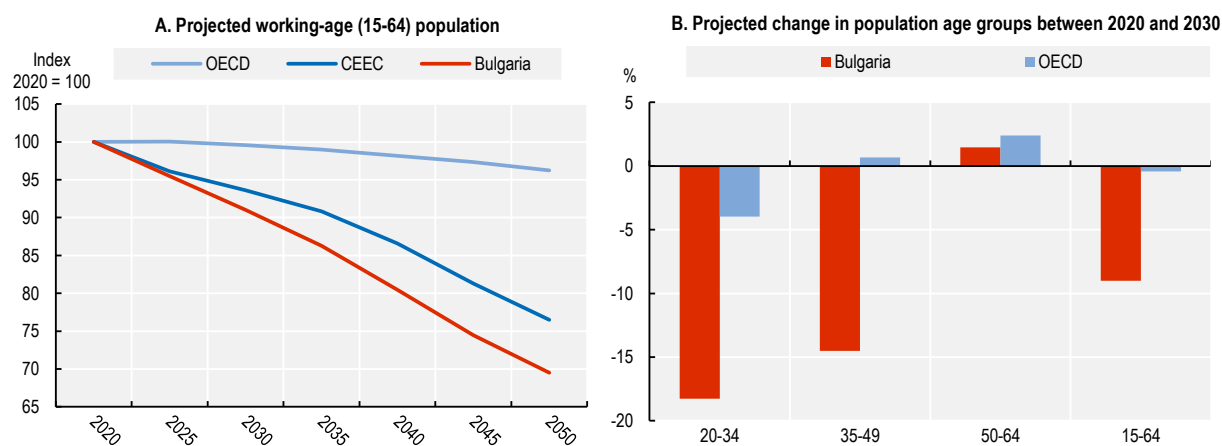 A. Projected working-age (15-64) population
Index
2020 = 100
OECD CEEC Bulgaria
105
100
95
90
85
80
75
70
65
2020 2025 2030 2035 2040 2045 2050
B. Projected change in population age groups between 2020 and 2030
%
Bulgaria OECD
5
0
-5
-10
-15
-20
20-34 35-49 50-64 15-64